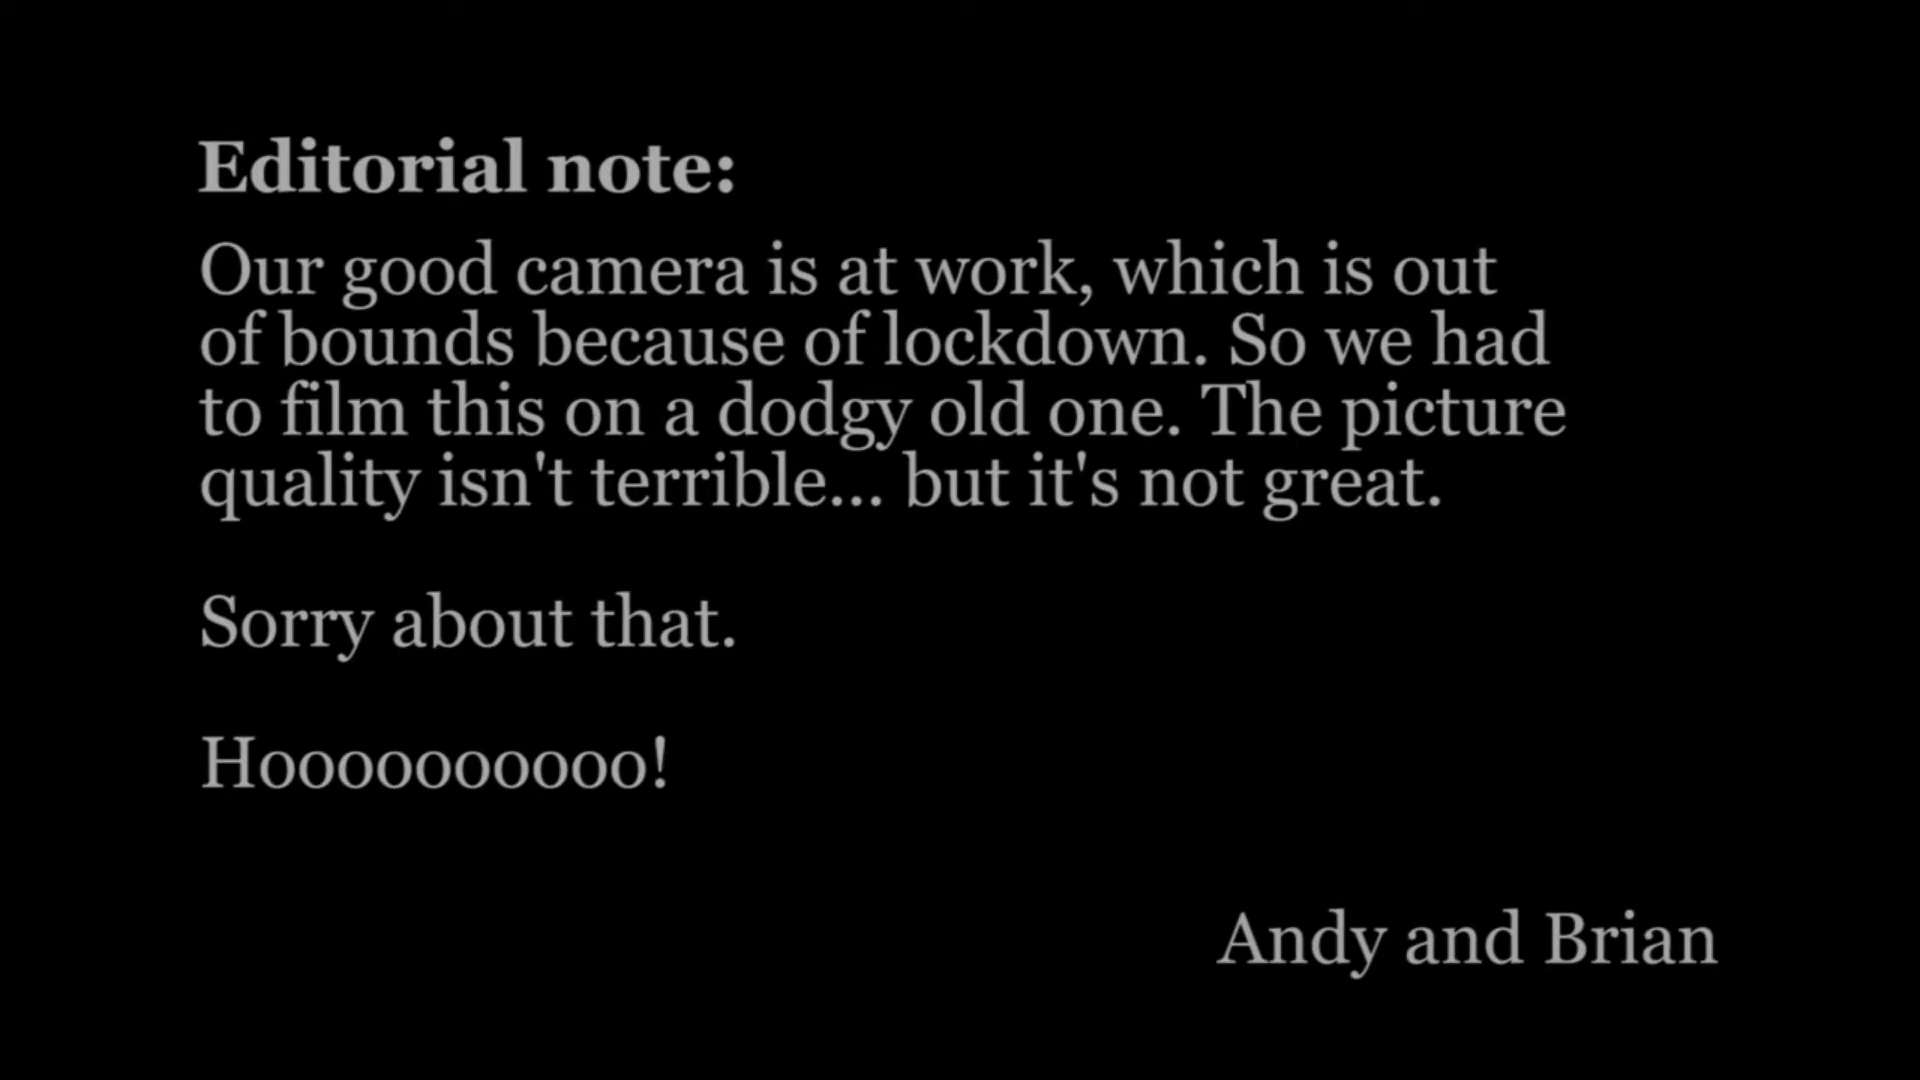 Editorial note:
Our good camera is at work, which is out
of bounds because of lockdown. So we had
to film this on a dodgy old one. The picture
quality isn't terrible... but it's not great.
Sorry about that.
Hoooooooooo!
Andy and Brian